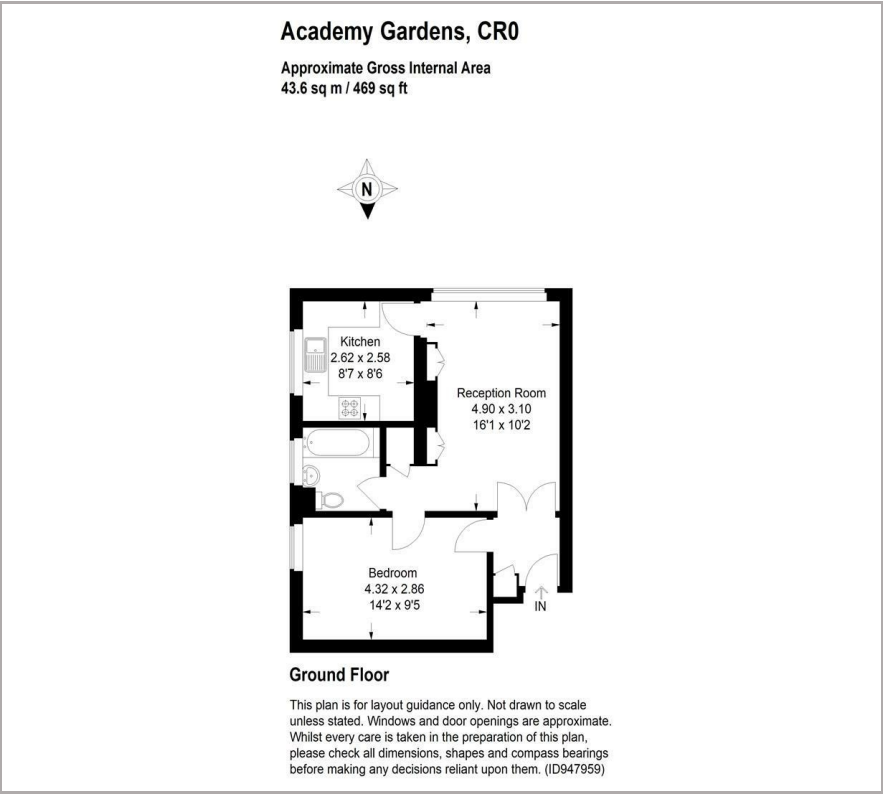 Academy Gardens, CR0
Approximate Gross Internal Area
43.6 sq m / 469 sq ft
N
Kitchen
2.62 x 2.58
8'7 x 8'6
Reception Room
4.90 x 3.10
16'1 x 10'2
Bedroom
4.32 x 2.86
14'2 x 9'5
IN
Ground Floor
This plan is for layout guidance only. Not drawn to scale
unless stated. Windows and door openings are approximate.
Whilst every care is taken in the preparation of this plan,
please check all dimensions, shapes and compass bearings
before making any decisions reliant upon them. (ID947959)